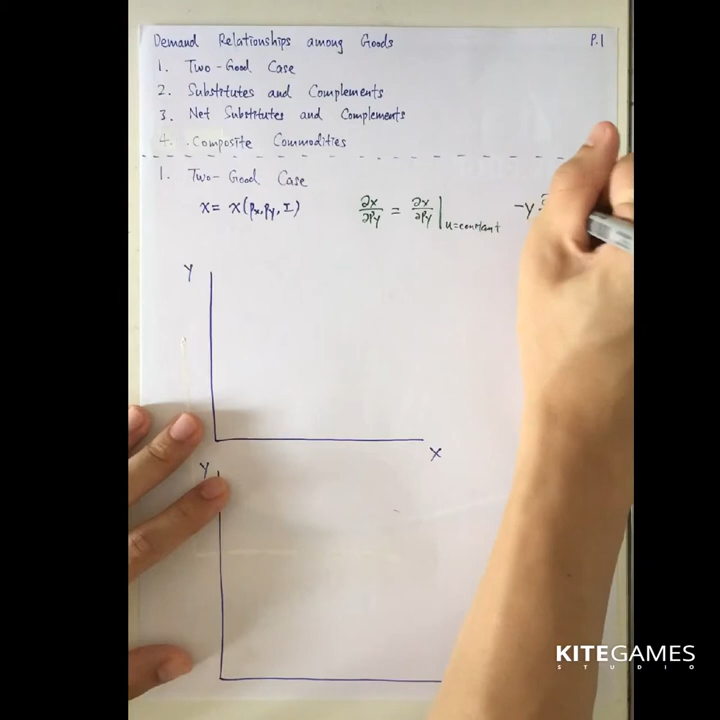 Demand Relationships among Goods P.1
1. Two-Good Case
2. Substitutes and Complements
3. Net Substitutes and Complements
4. Composite Commodities
1. Two-Good Case
x = x(px, py, I) ∂x/∂py = ∂x/∂py |u=constant -y
Y
X
Y
KITEGAMES
STUDIO